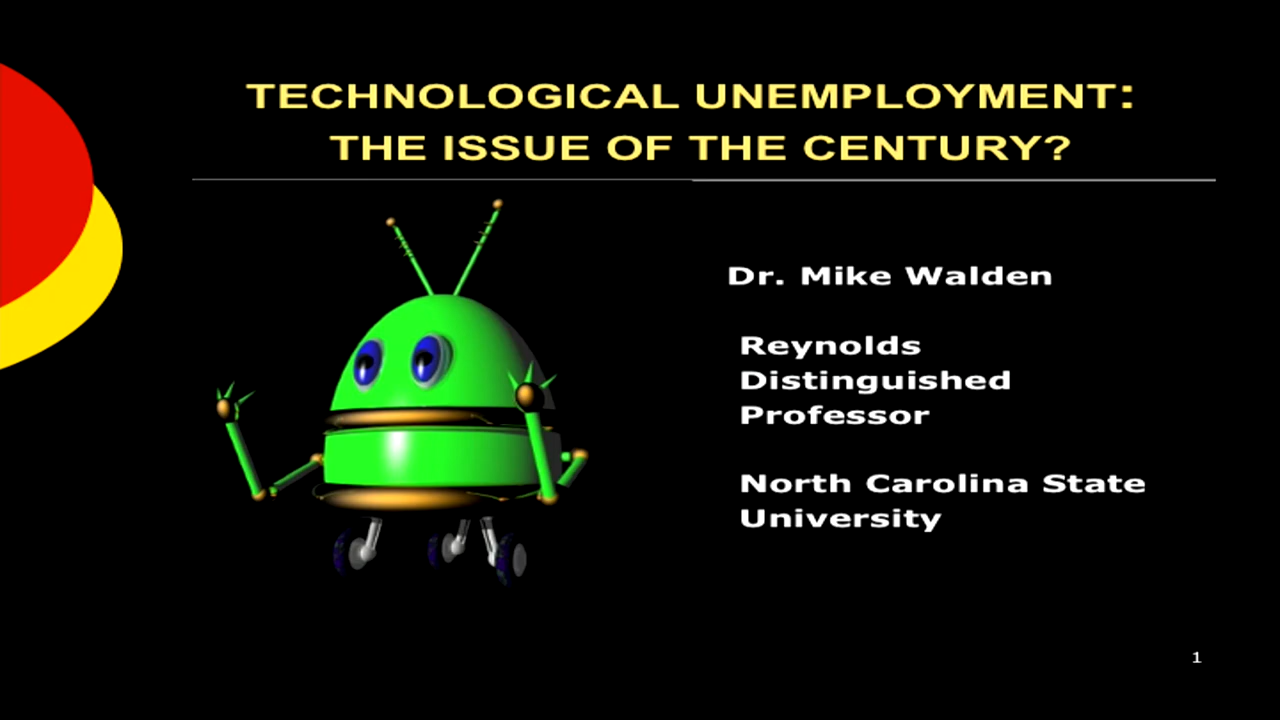 TECHNOLOGICAL UNEMPLOYMENT:
THE ISSUE OF THE CENTURY?
Dr. Mike Walden
Reynolds
Distinguished
Professor
North Carolina State
University
1